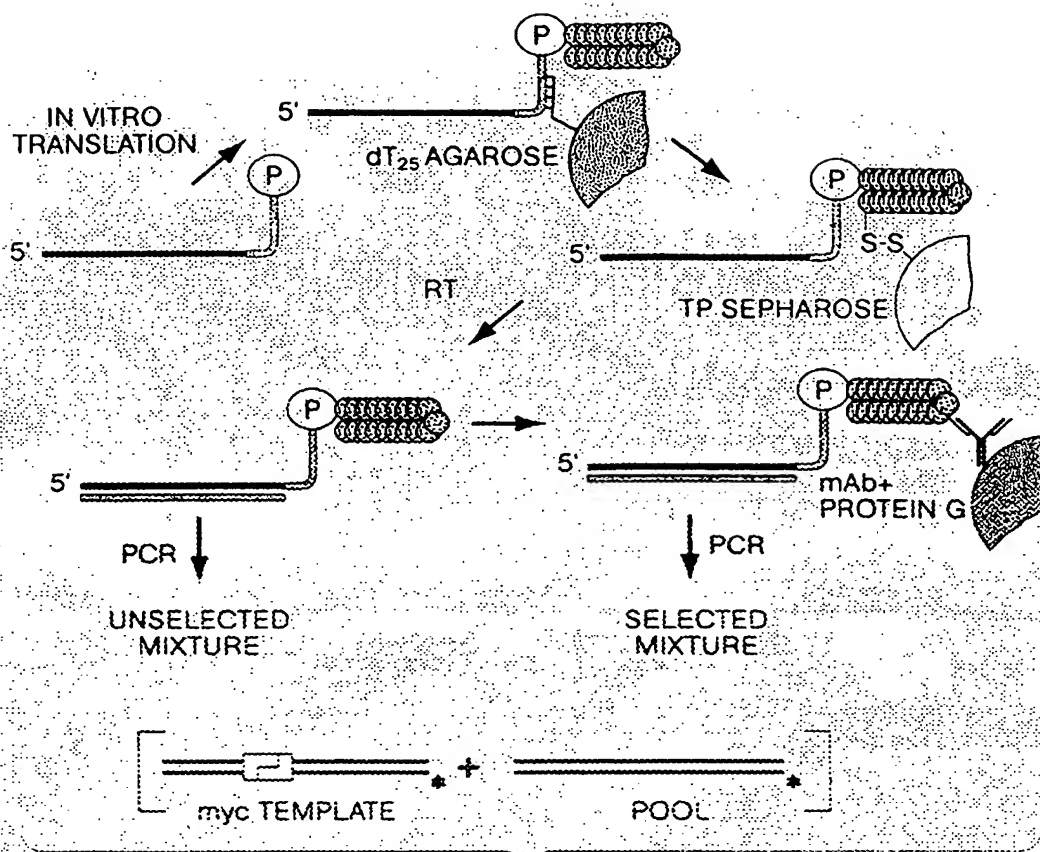 P
5'
IN VITRO
TRANSLATION
dT25 AGAROSE
P
P
5'
5'
S-S
RT
TP SEPHAROSE
P
P
5'
5'
mAb+
PROTEIN G
PCR
PCR
UNSELECTED
MIXTURE
SELECTED
MIXTURE
* + *
myc TEMPLATE
POOL